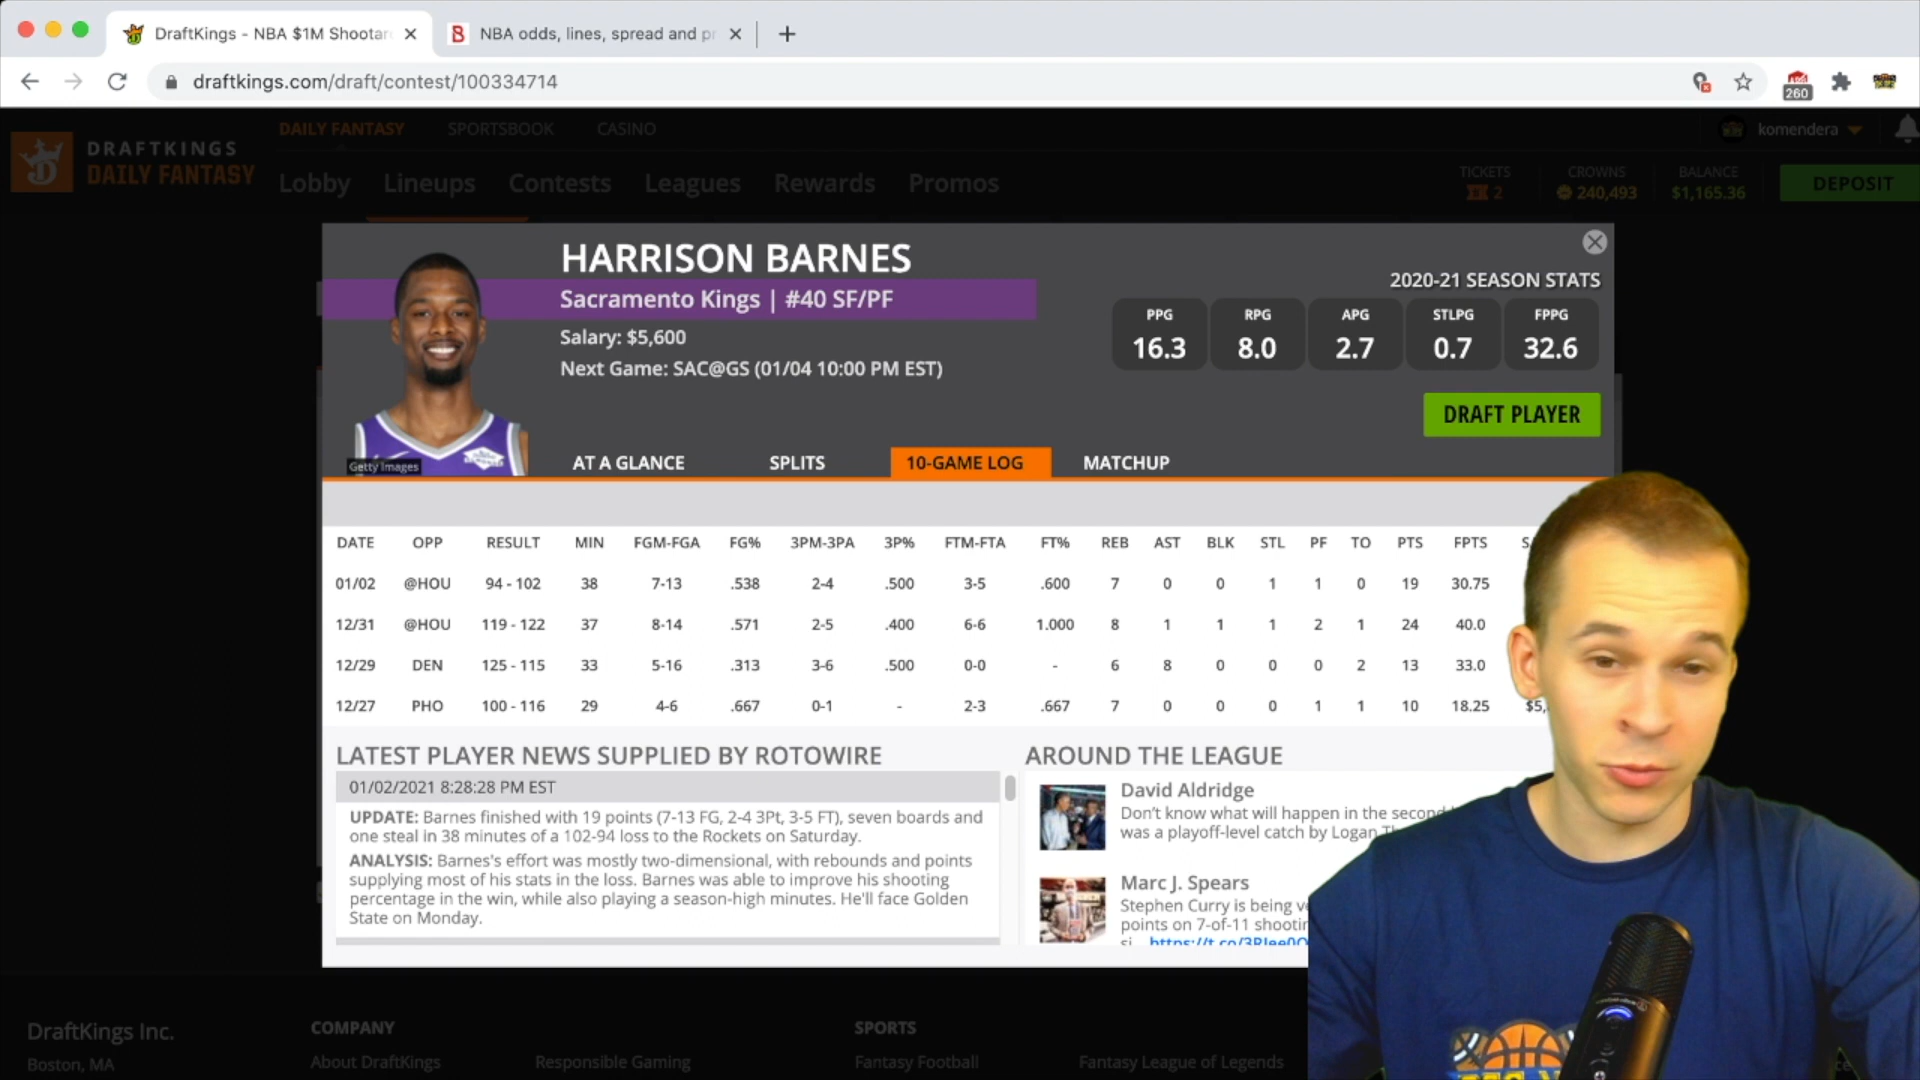 DraftKings - NBA $1M Shootar
NBA odds, lines, spread and pr
draftkings.com/draft/contest/100334714
260
DRAFTKINGS
DAILY FANTASY
DAILY FANTASY SPORTSBOOK CASINO
komendera
Lobby Lineups Contests Leagues Rewards Promos
TICKETS
2
CROWNS
240,493
BALANCE
$1,165.36
DEPOSIT
HARRISON BARNES
Sacramento Kings | #40 SF/PF
Salary: $5,600
Next Game: SAC@GS (01/04 10:00 PM EST)
Getty Images
2020-21 SEASON STATS
PPG RPG APG STLPG FPPG
16.3 8.0 2.7 0.7 32.6
DRAFT PLAYER
AT A GLANCE SPLITS 10-GAME LOG MATCHUP
DATE OPP RESULT MIN FGM-FGA FG% 3PM-3PA 3P% FTM-FTA FT% REB AST BLK STL PF TO PTS FPTS
01/02 @HOU 94 - 102 38 7-13 .538 2-4 .500 3-5 .600 7 0 0 1 1 0 19 30.75
12/31 @HOU 119 - 122 37 8-14 .571 2-5 .400 6-6 1.000 8 1 1 1 2 1 24 40.0
12/29 DEN 125 - 115 33 5-16 .313 3-6 .500 0-0 - 6 8 0 0 0 2 13 33.0
12/27 PHO 100 - 116 29 4-6 .667 0-1 - 2-3 .667 7 0 0 0 1 1 10 18.25 $5,
LATEST PLAYER NEWS SUPPLIED BY ROTOWIRE
01/02/2021 8:28:28 PM EST
UPDATE: Barnes finished with 19 points (7-13 FG, 2-4 3Pt, 3-5 FT), seven boards and
one steal in 38 minutes of a 102-94 loss to the Rockets on Saturday.
ANALYSIS: Barnes's effort was mostly two-dimensional, with rebounds and points
supplying most of his stats in the loss. Barnes was able to improve his shooting
percentage in the win, while also playing a season-high minutes. He'll face Golden
State on Monday.
AROUND THE LEAGUE
David Aldridge
Don't know what will happen in the second
was a playoff-level catch by Logan
Marc J. Spears
Stephen Curry is being
points on 7-of-11
DraftKings Inc.
Boston, MA
COMPANY
About DraftKings
Responsible Gaming
SPORTS
Fantasy Football
Fantasy League of Legends